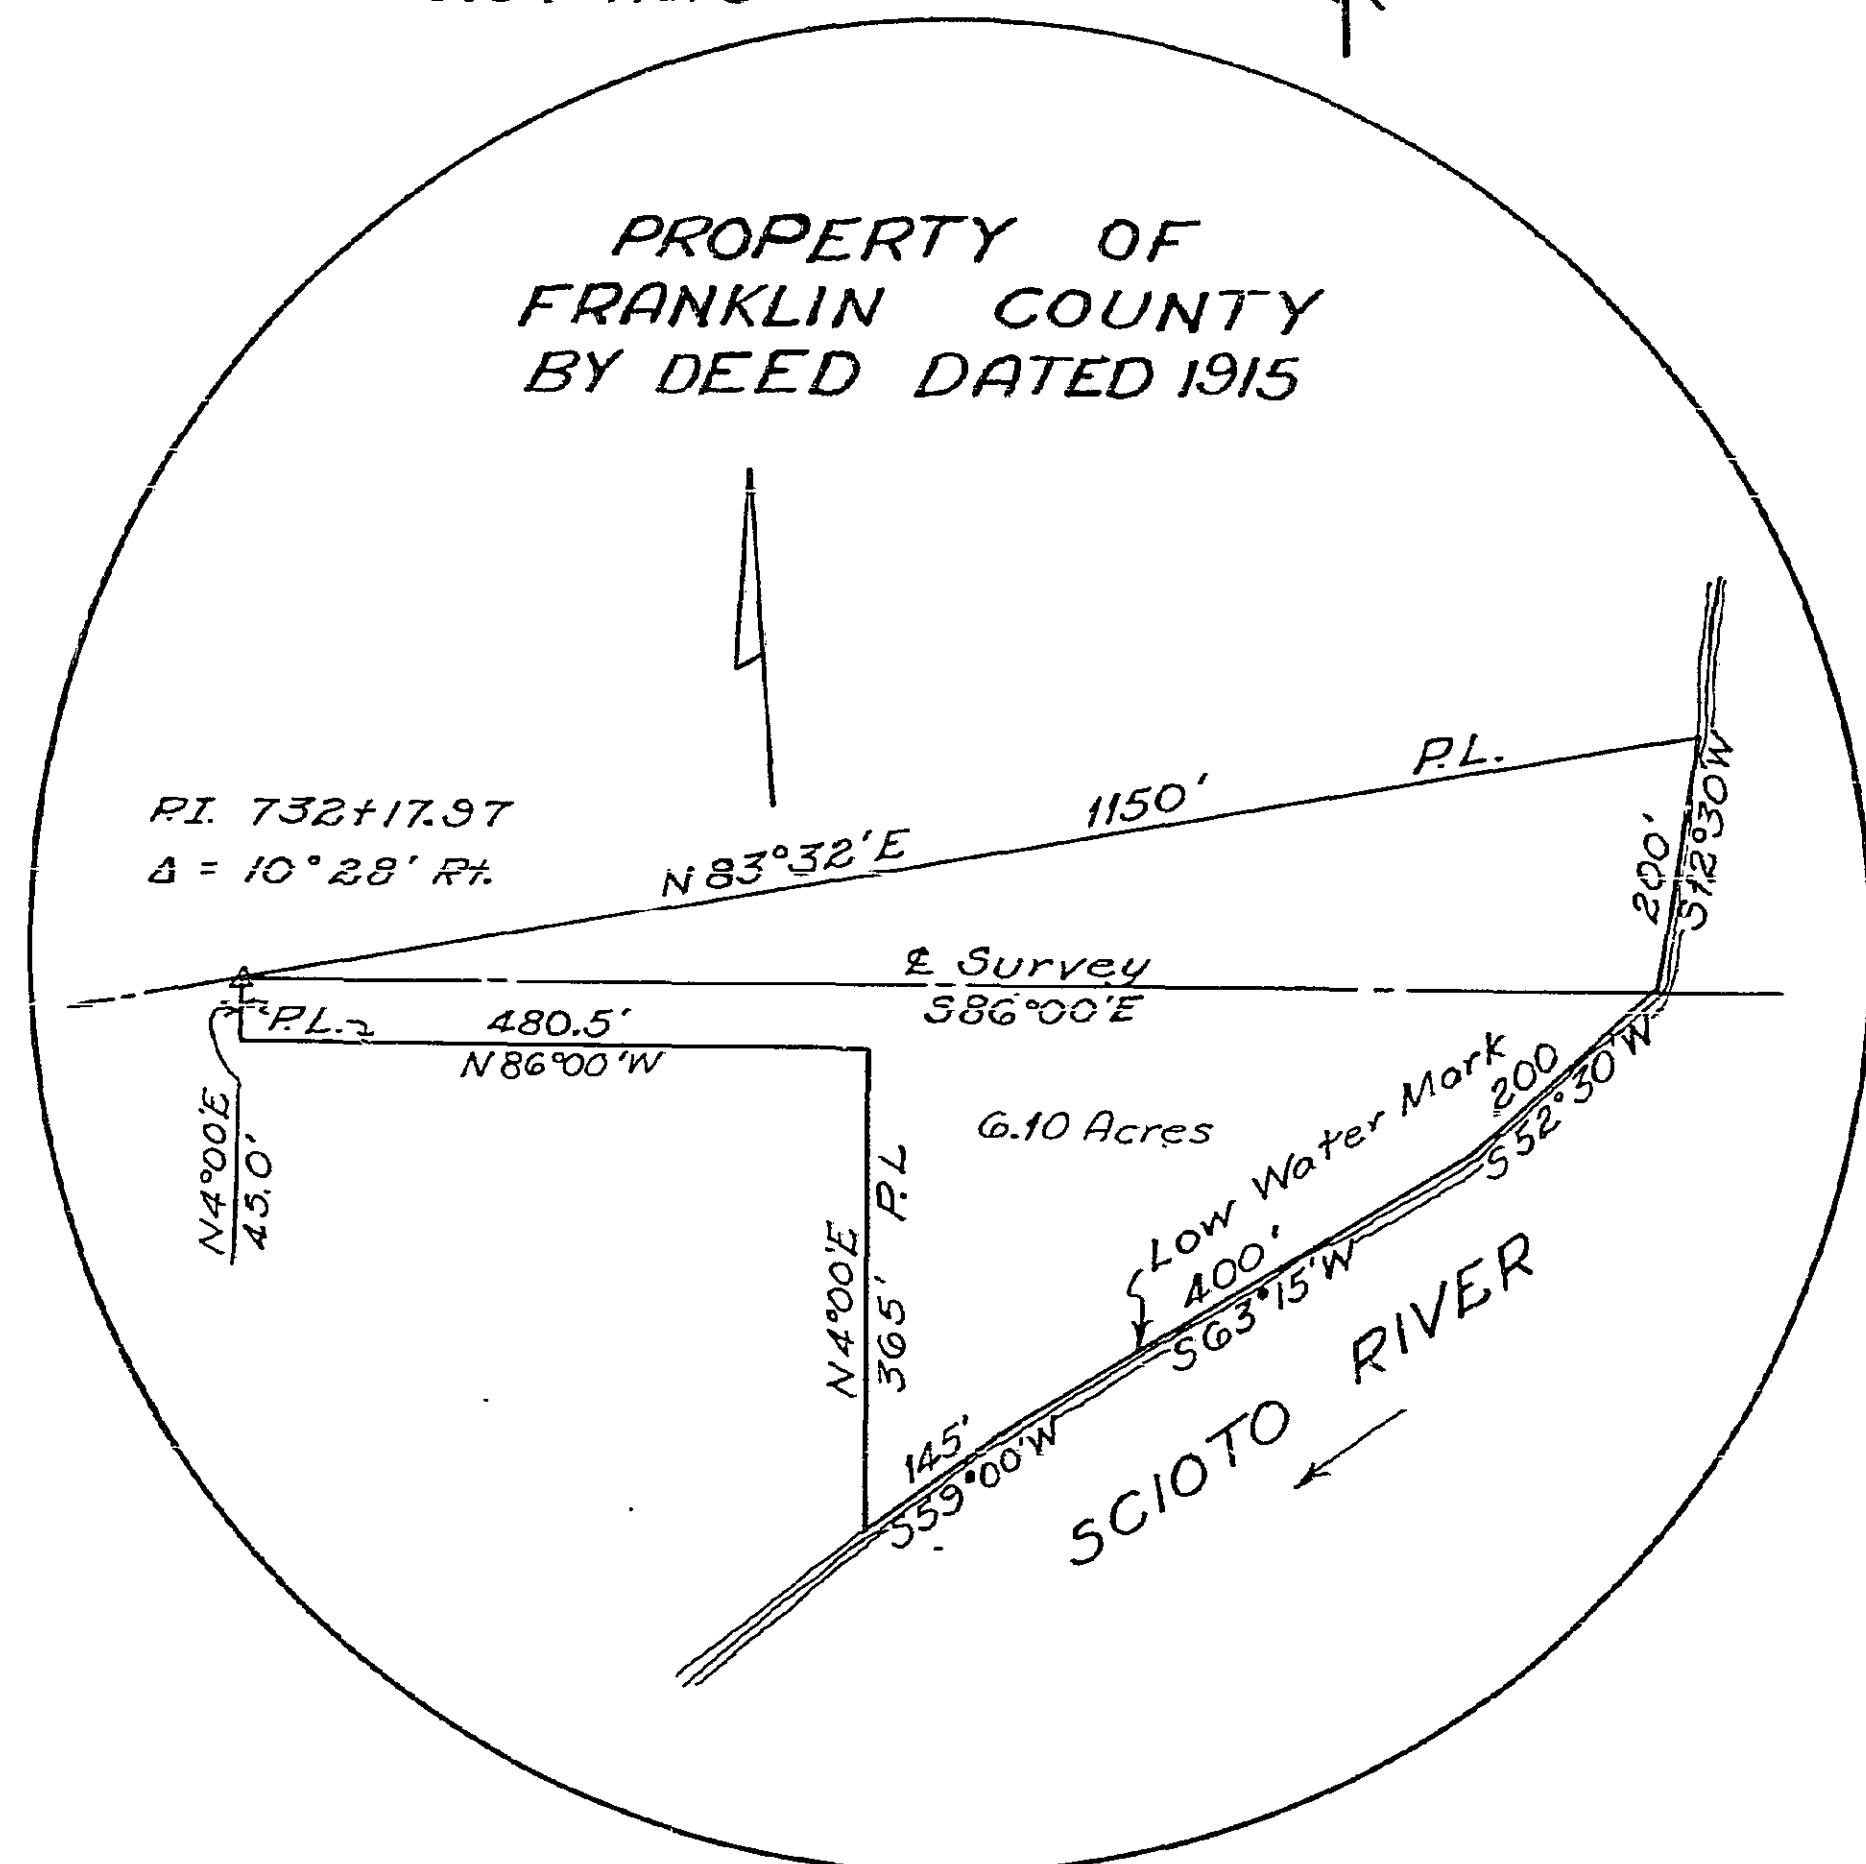 PROPERTY OF
FRANKLIN COUNTY
BY DEED DATED 1915
P.I. 732+17.97
Δ = 10°28' Rt.
N 83°32'E
1150'
P.L.
200'
S12°30'W
℄ Survey
S86°00'E
P.L.
480.5'
N86°00'W
N4°00'E
45.0'
6.10 Acres
Low Water Mark
200
S52°30'W
N4°00'E
365' P.L
400'
S63°15'W
145'
S59°00'W
SCIOTO RIVER